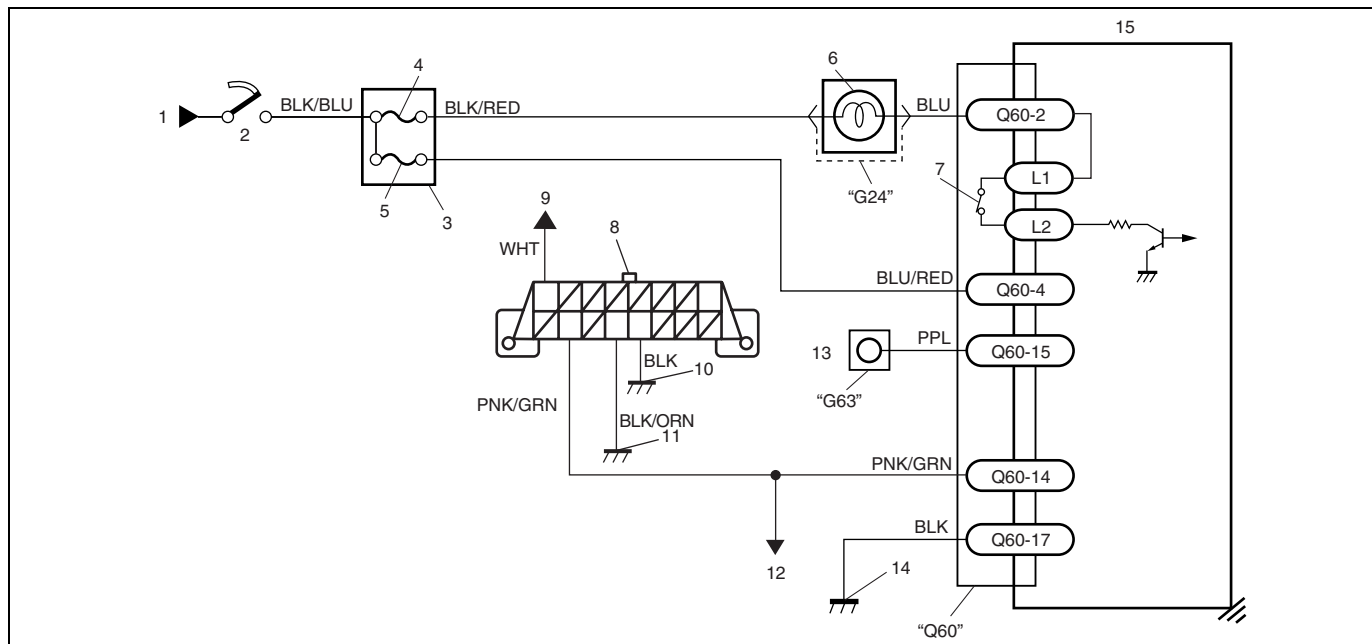 15
4
6
BLK/BLU
BLK/RED
BLU
1
2
Q60-2
7
L1
"G24"
5
3
9
8
L2
WHT
BLU/RED
Q60-4
PPL
13
Q60-15
BLK
10
"G63"
PNK/GRN
BLK/ORN
11
PNK/GRN
Q60-14
BLK
Q60-17
12
14
"Q60"